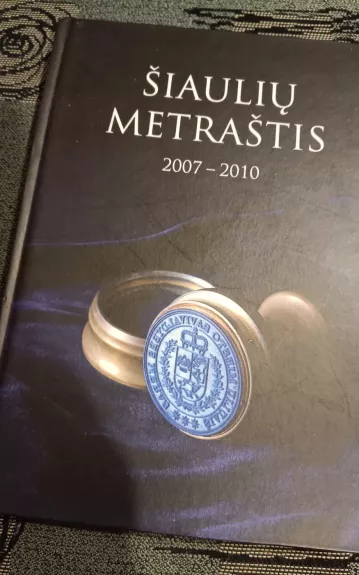 ŠIAULIŲ
METRAŠTIS
2007 – 2010